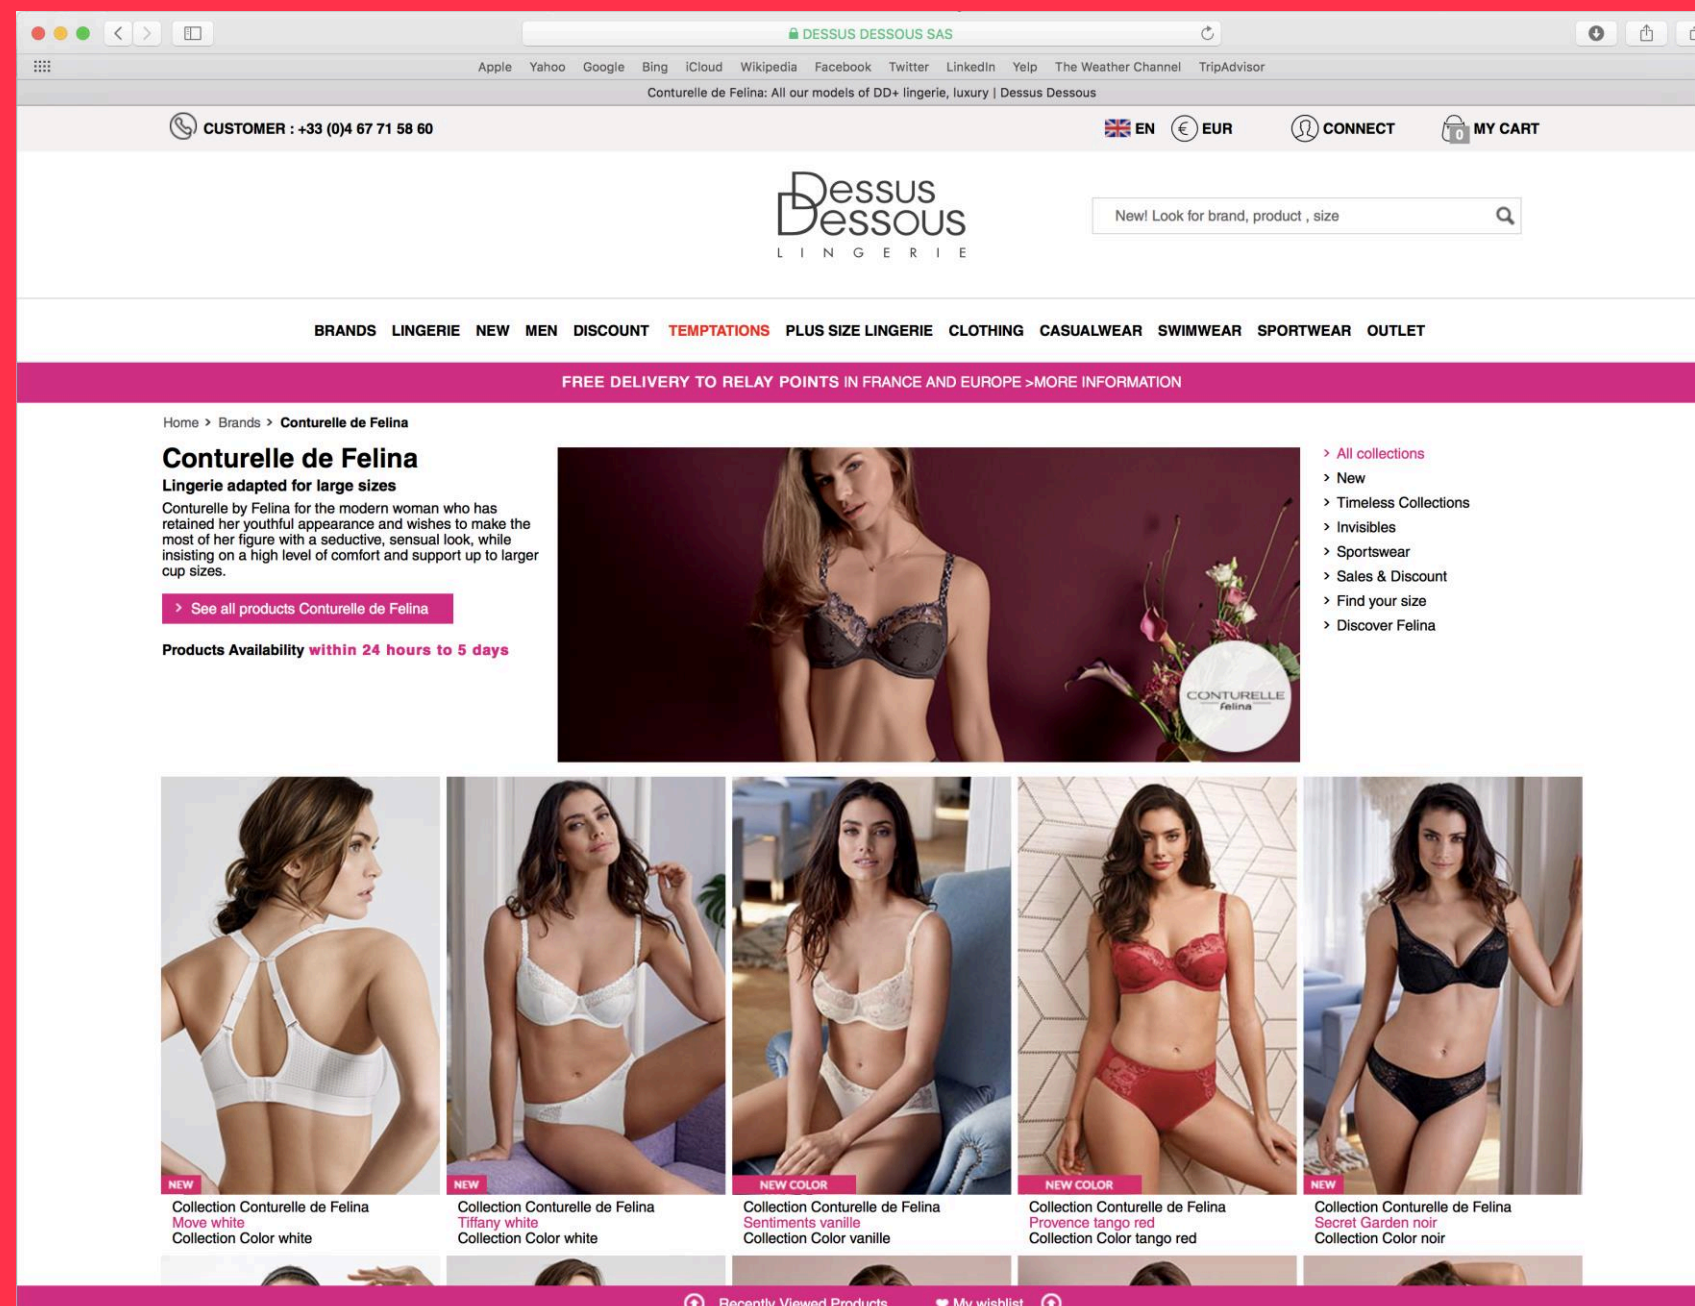 DESSUS DESSOUS SAS
Apple Yahoo Google Bing iCloud Wikipedia Facebook Twitter LinkedIn Yelp The Weather Channel TripAdvisor
Conturelle de Felina: All our models of DD+ lingerie, luxury | Dessus Dessous
CUSTOMER : +33 (0)4 67 71 58 60
EN € EUR CONNECT 0 MY CART
Dessus
Dessous
LINGERIE
New! Look for brand, product , size
BRANDS LINGERIE NEW MEN DISCOUNT TEMPTATIONS PLUS SIZE LINGERIE CLOTHING CASUALWEAR SWIMWEAR SPORTWEAR OUTLET
FREE DELIVERY TO RELAY POINTS IN FRANCE AND EUROPE >MORE INFORMATION
Home > Brands > Conturelle de Felina
Conturelle de Felina
Lingerie adapted for large sizes
Conturelle by Felina for the modern woman who has
retained her youthful appearance and wishes to make the
most of her figure with a seductive, sensual look, while
insisting on a high level of comfort and support up to larger
cup sizes.
> See all products Conturelle de Felina
Products Availability within 24 hours to 5 days
CONTURELLE
felina
> All collections
> New
> Timeless Collections
> Invisibles
> Sportswear
> Sales & Discount
> Find your size
> Discover Felina
NEW
Collection Conturelle de Felina
Move white
Collection Color white
NEW
Collection Conturelle de Felina
Tiffany white
Collection Color white
NEW COLOR
Collection Conturelle de Felina
Sentiments vanille
Collection Color vanille
NEW COLOR
Collection Conturelle de Felina
Provence tango red
Collection Color tango red
NEW
Collection Conturelle de Felina
Secret Garden noir
Collection Color noir
Recently Viewed Products My wishlist